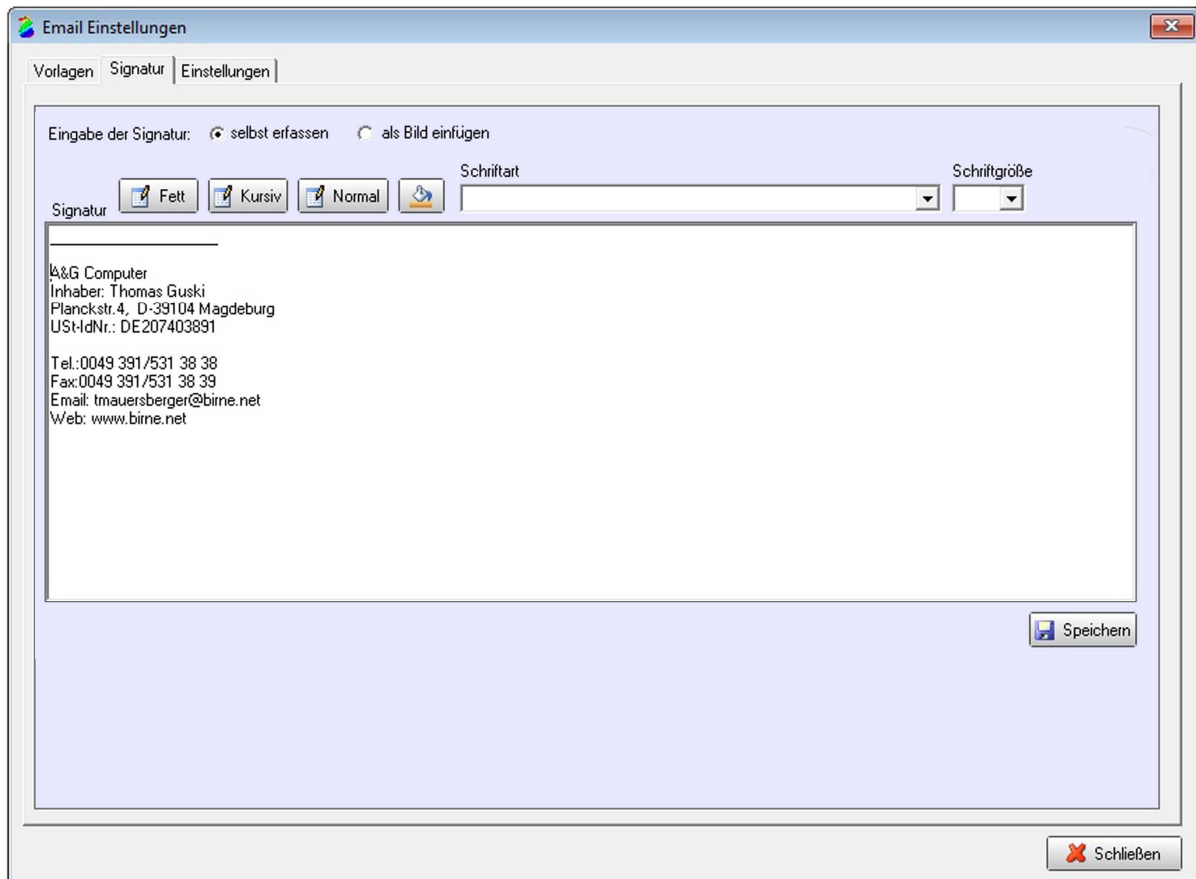 Email Einstellungen
Vorlagen Signatur Einstellungen
Eingabe der Signatur: selbst erfassen als Bild einfügen
Schriftart Schriftgröße
Signatur Fett Kursiv Normal
A&G Computer
Inhaber: Thomas Guski
Planckstr.4, D-39104 Magdeburg
USt-IdNr.: DE207403891
Tel.:0049 391/531 38 38
Fax:0049 391/531 38 39
Email: tmauersberger@birne.net
Web: www.birne.net
Speichern
Schließen